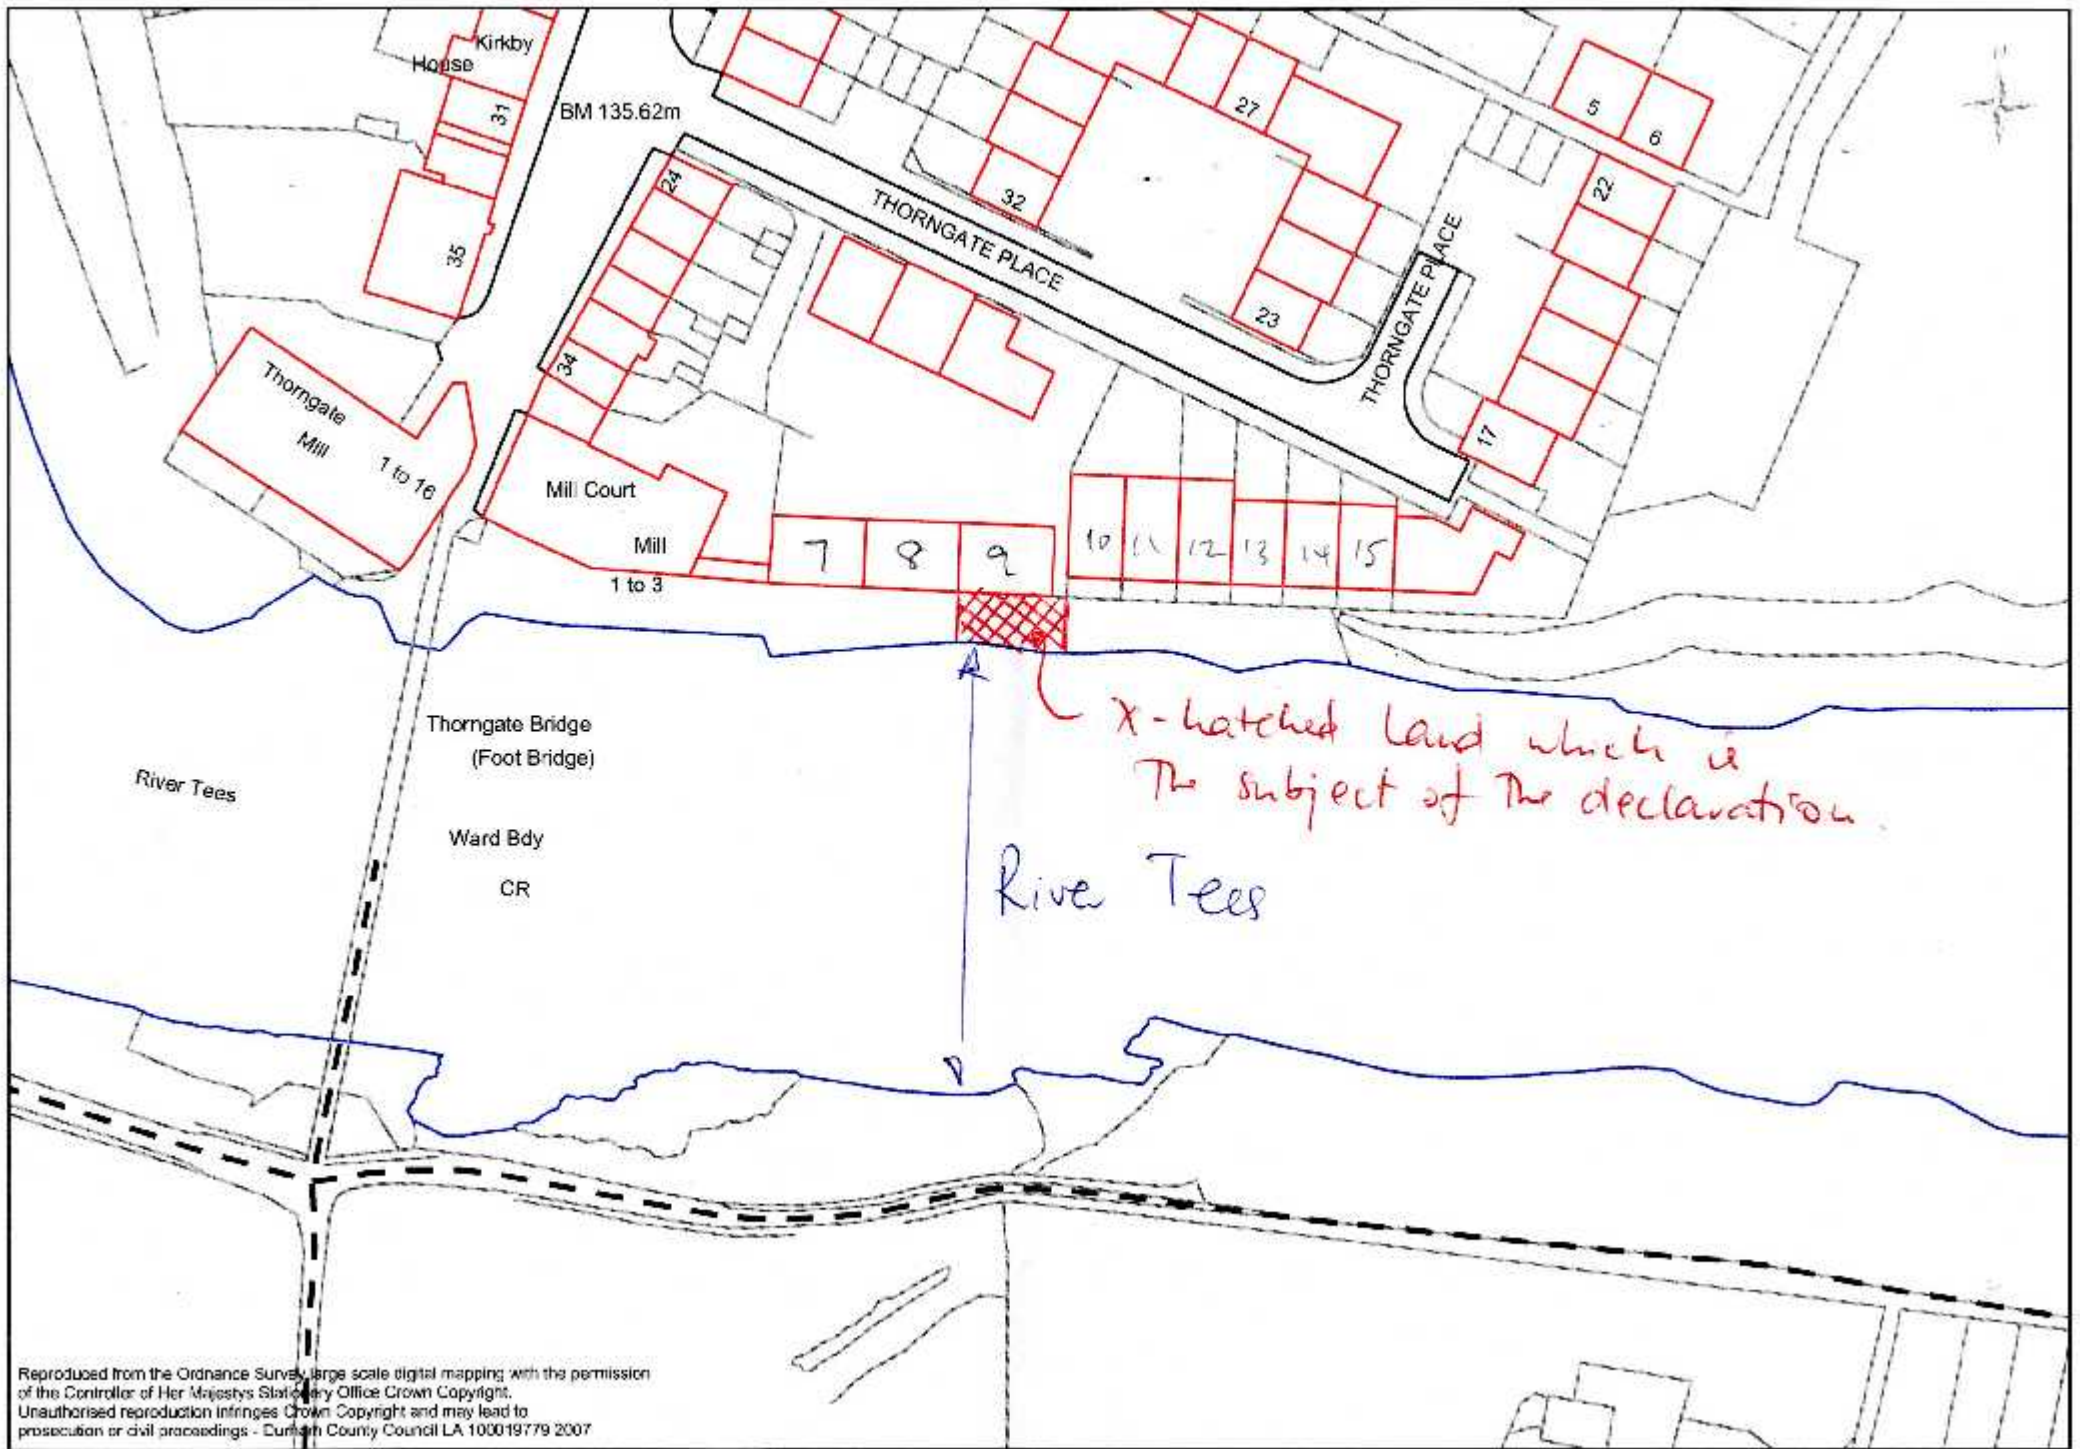 Kirkby
House
31
BM 135.62m
35
24
34
THORNGATE PLACE
32
27
23
THORNGATE PLACE
5
6
22
17
Thorngate
Mill
1 to 16
Mill Court
Mill
1 to 3
7
8
9
10
11
12
13
14
15
X-hatched land which is
The subject of The declaration.
River Tees
Thorngate Bridge
(Foot Bridge)
River Tees
Ward Bdy
CR
Reproduced from the Ordnance Survey large scale digital mapping with the permission
of the Controller of Her Majestys Stationery Office Crown Copyright.
Unauthorised reproduction infringes Crown Copyright and may lead to
prosecution or civil proceedings - Durham County Council LA 100019779 2007